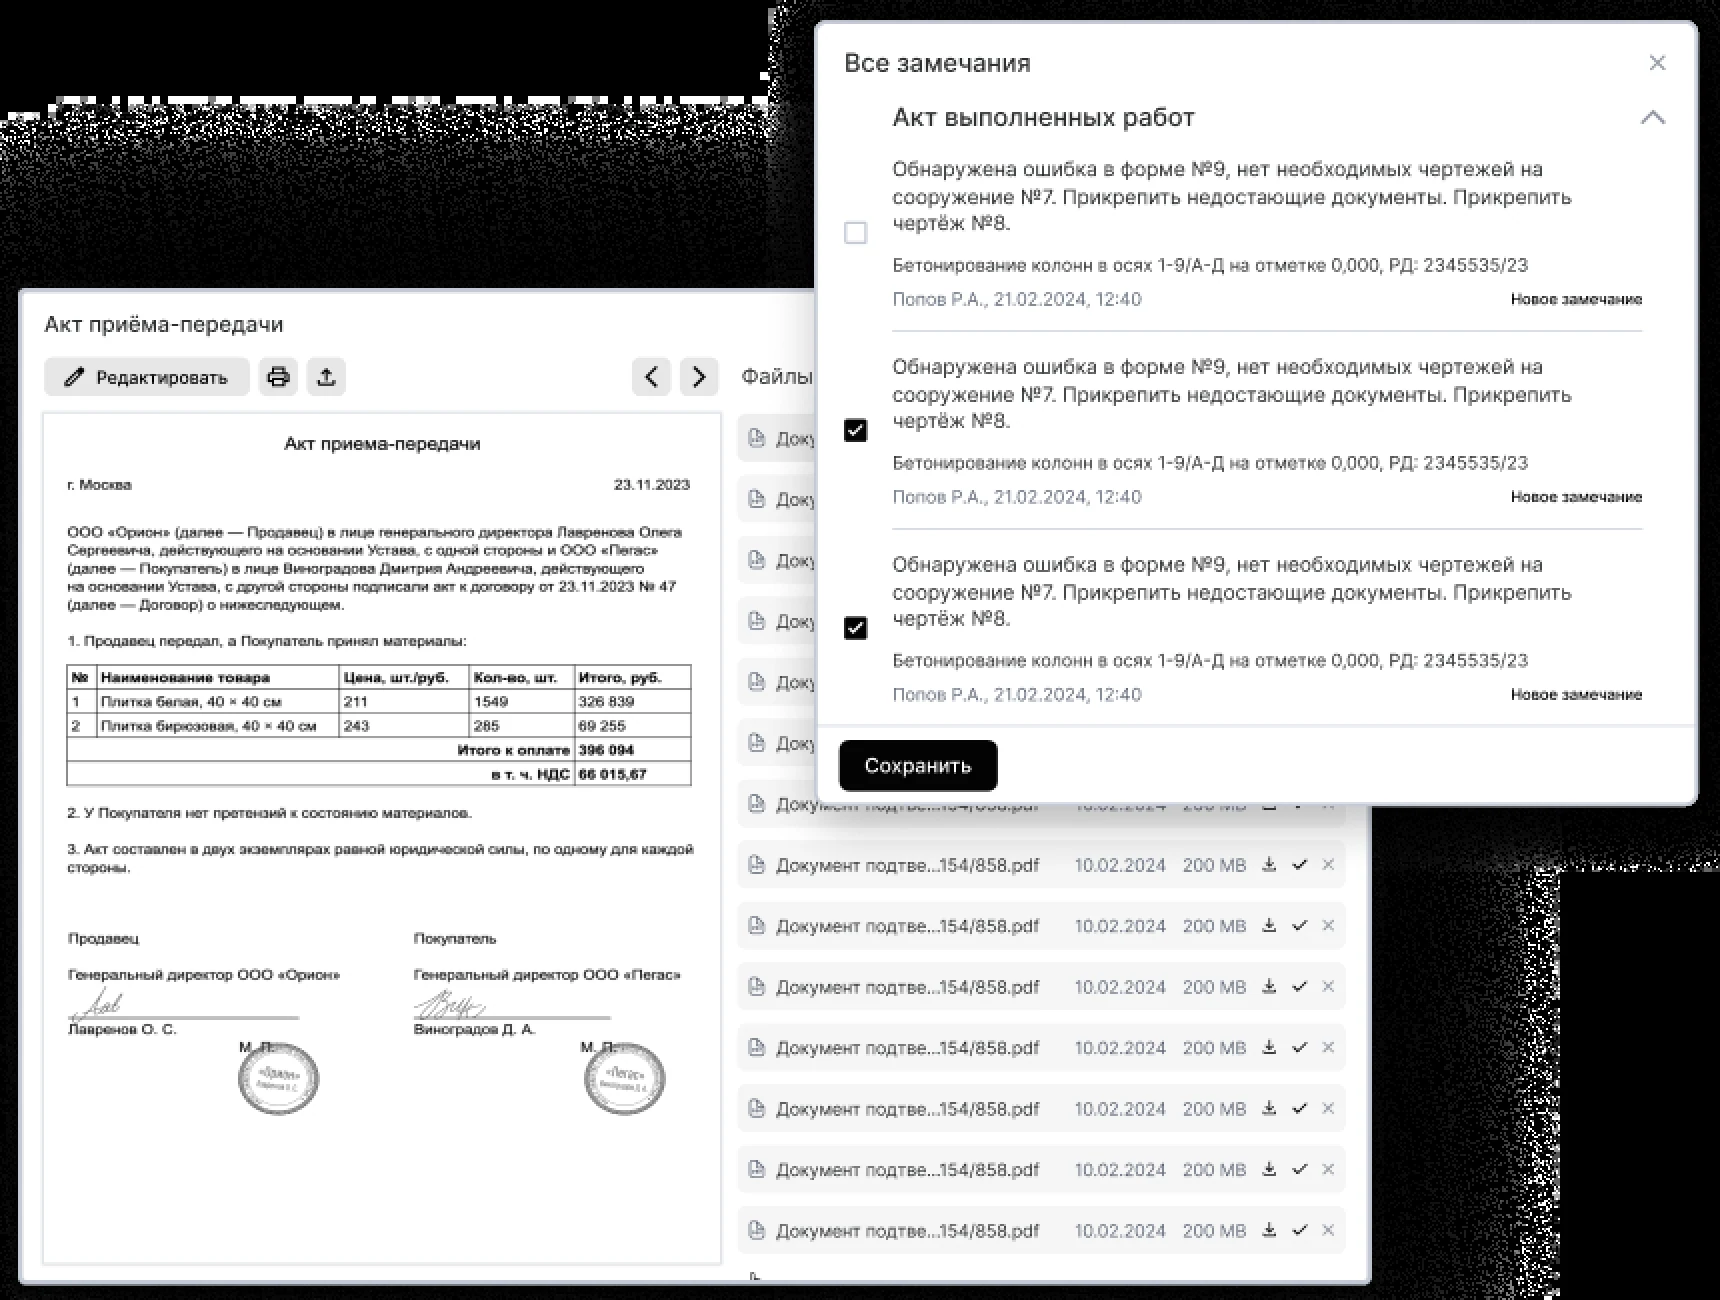 Все замечания
Акт выполненных работ
Обнаружена ошибка в форме №9, нет необходимых чертежей на
сооружение №7. Прикрепить недостающие документы. Прикрепить
чертёж №8.
Бетонирование колонн в осях 1-9/А-Д на отметке 0,000, РД: 2345535/23
Попов Р.А., 21.02.2024, 12:40
Новое замечание
Обнаружена ошибка в форме №9, нет необходимых чертежей на
сооружение №7. Прикрепить недостающие документы. Прикрепить
чертёж №8.
Бетонирование колонн в осях 1-9/А-Д на отметке 0,000, РД: 2345535/23
Попов Р.А., 21.02.2024, 12:40
Новое замечание
Обнаружена ошибка в форме №9, нет необходимых чертежей на
сооружение №7. Прикрепить недостающие документы. Прикрепить
чертёж №8.
Бетонирование колонн в осях 1-9/А-Д на отметке 0,000, РД: 2345535/23
Попов Р.А., 21.02.2024, 12:40
Новое замечание
Сохранить
Акт приёма-передачи
Редактировать
Акт приема-передачи
г. Москва
23.11.2023
ООО «Орион» (далее — Продавец) в лице генерального директора Лавренова Олега
Сергеевича, действующего на основании Устава, с одной стороны и ООО «Пегас»
(далее — Покупатель) в лице Виноградова Дмитрия Андреевича, действующего
на основании Устава, с другой стороны подписали акт к договору от 23.11.2023 № 47
(далее — Договор) о нижеследующем.
1. Продавец передал, а Покупатель принял материалы:
№ Наименование товара Цена, шт./руб. Кол-во, шт. Итого, руб.
1 Плитка белая, 40 × 40 см 211 1549 326 839
2 Плитка бирюзовая, 40 × 40 см 243 285 69 255
Итого к оплате 396 094
в т. ч. НДС 66 015,67
2. У Покупателя нет претензий к состоянию материалов.
3. Акт составлен в двух экземплярах равной юридической силы, по одному для каждой
стороны.
Продавец
Генеральный директор ООО «Орион»
Лавренов О. С.
М. П.
«Орион»
Покупатель
Генеральный директор ООО «Пегас»
Виноградов Д. А.
М. П.
«Пегас»
Файлы
Доку
Доку
Доку
Доку
Доку
Доку
Документ подтве...154/858.pdf 10.02.2024 200 MB
Документ подтве...154/858.pdf 10.02.2024 200 MB
Документ подтве...154/858.pdf 10.02.2024 200 MB
Документ подтве...154/858.pdf 10.02.2024 200 MB
Документ подтве...154/858.pdf 10.02.2024 200 MB
Документ подтве...154/858.pdf 10.02.2024 200 MB
Документ подтве...154/858.pdf 10.02.2024 200 MB
Документ подтве...154/858.pdf 10.02.2024 200 MB